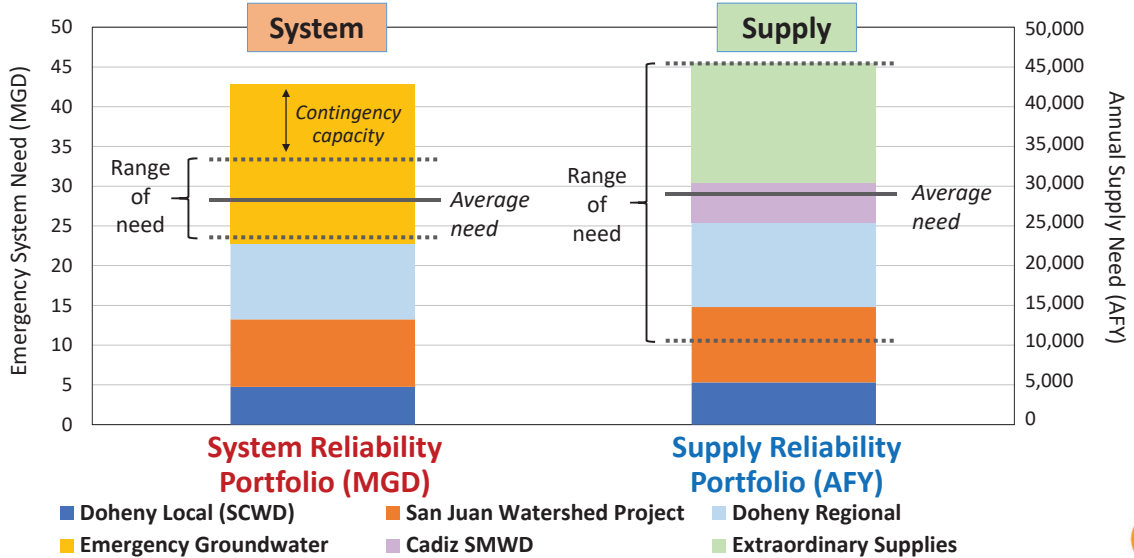 System
Supply
Emergency System Need (MGD)
50
45
40
35
30
25
20
15
10
5
0
Contingency
capacity
Range
of
need
Average
need
Range
of
need
Average
need
50,000
45,000
40,000
35,000
30,000
25,000
20,000
15,000
10,000
5,000
0
Annual Supply Need (AFY)
System Reliability
Portfolio (MGD)
Supply Reliability
Portfolio (AFY)
Doheny Local (SCWD)
San Juan Watershed Project
Doheny Regional
Emergency Groundwater
Cadiz SMWD
Extraordinary Supplies